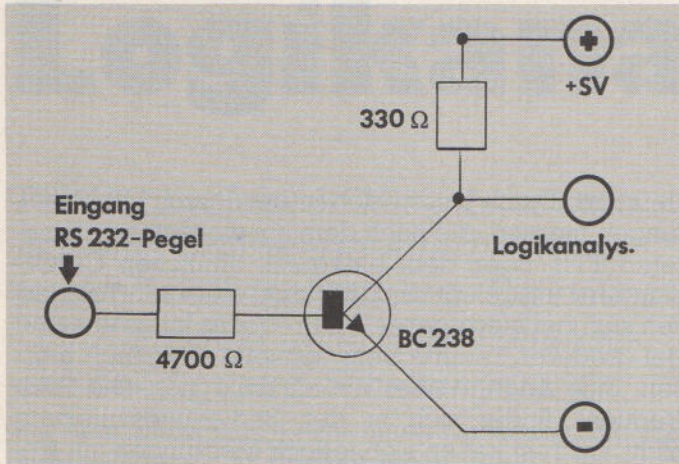 +
+SV
330 Ω
Eingang
RS 232-Pegel
Logikanalys.
BC 238
4700 Ω
-